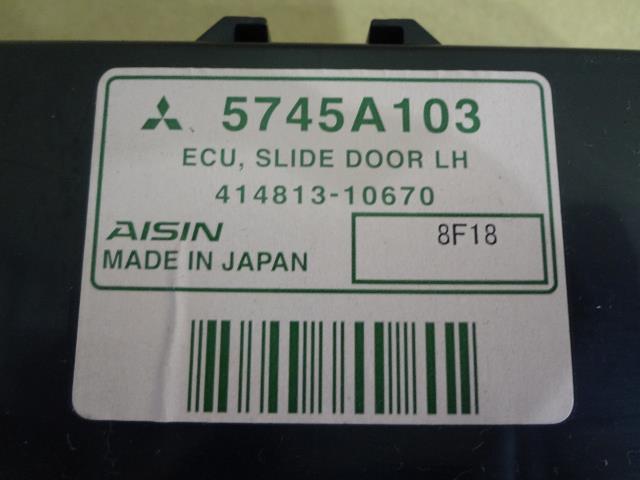 5745A103
ECU, SLIDE DOOR LH
414813-10670
AISIN
8F18
MADE IN JAPAN